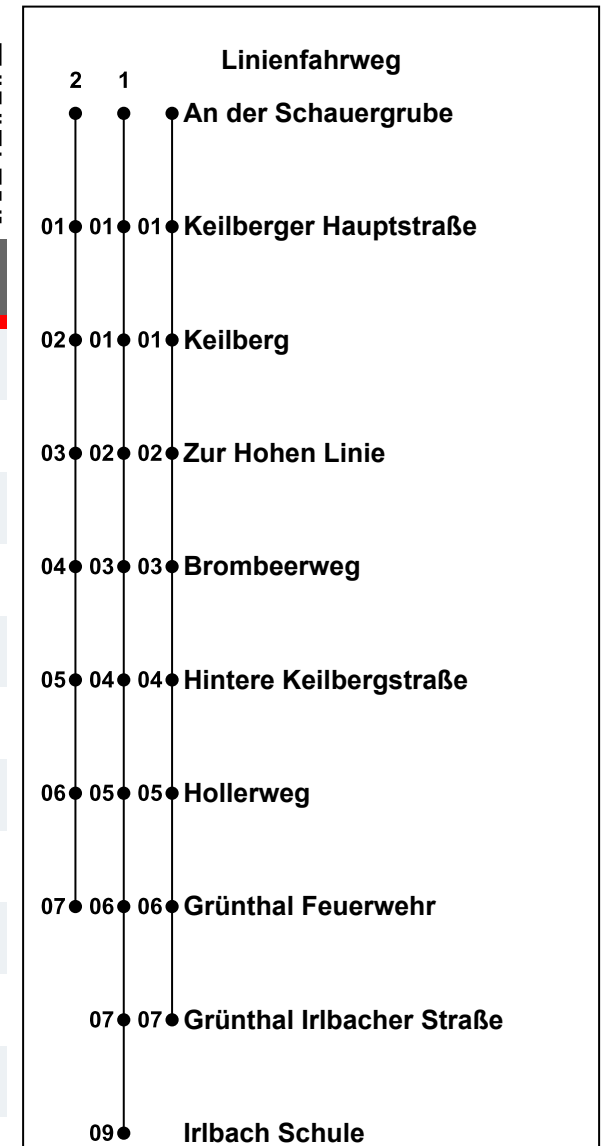 Linienfahrweg
2 1
An der Schauergrube
01 01 01 Keilberger Hauptstraße
02 01 01 Keilberg
03 02 02 Zur Hohen Linie
04 03 03 Brombeerweg
05 04 04 Hintere Keilbergstraße
06 05 05 Hollerweg
07 06 06 Grünthal Feuerwehr
07 07 Grünthal Irlbacher Straße
09 Irlbach Schule